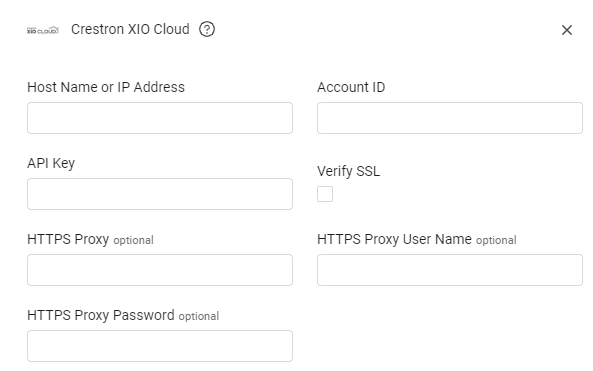 XIO CLOUD
Crestron XIO Cloud
Host Name or IP Address
Account ID
API Key
Verify SSL
HTTPS Proxy optional
HTTPS Proxy User Name optional
HTTPS Proxy Password optional